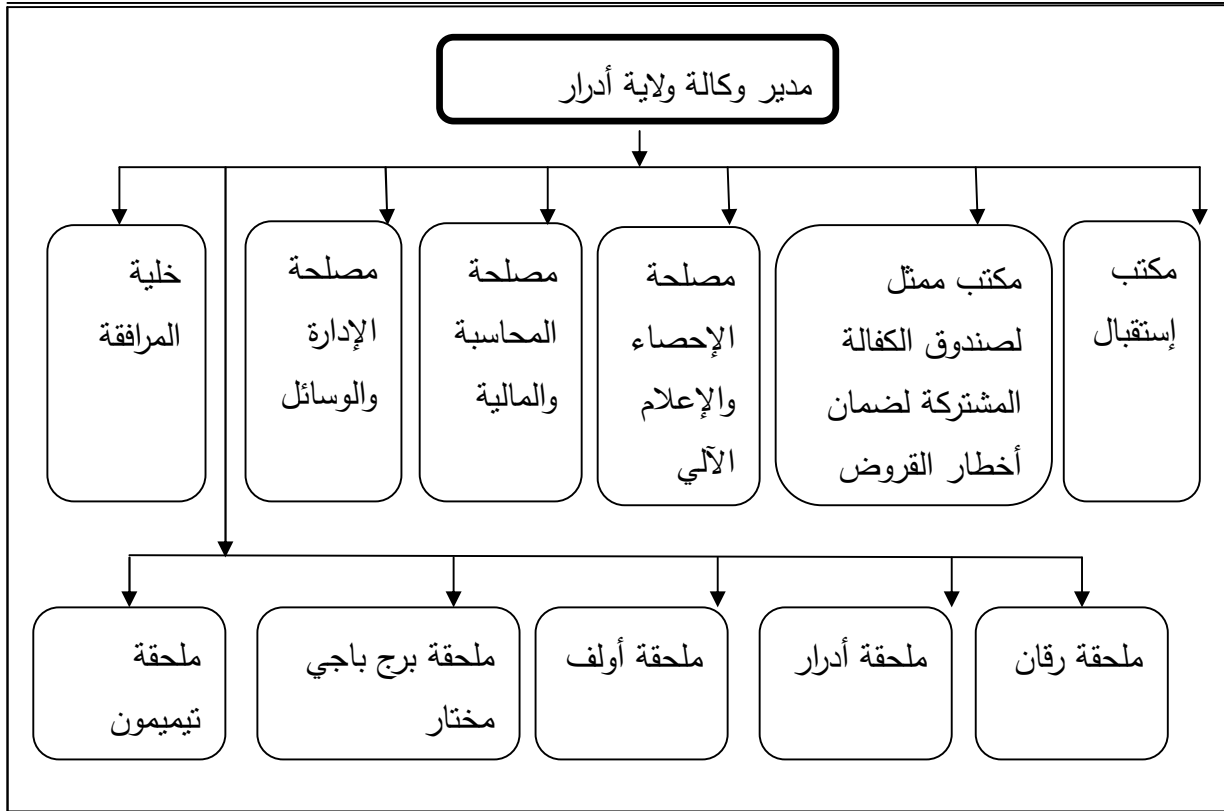 مدير وكالة ولاية أدرار
مكتب
إستقبال
مكتب ممثل
لصندوق الكفالة
المشتركة لضمان
أخطار القروض
مصلحة
الإحصاء
والإعلام
الآلي
مصلحة
المحاسبة
والمالية
مصلحة
الإدارة
والوسائل
خلية
المرافقة
ملحقة رقان
ملحقة أدرار
ملحقة أولف
ملحقة برج باجي
مختار
ملحقة
تيميمون